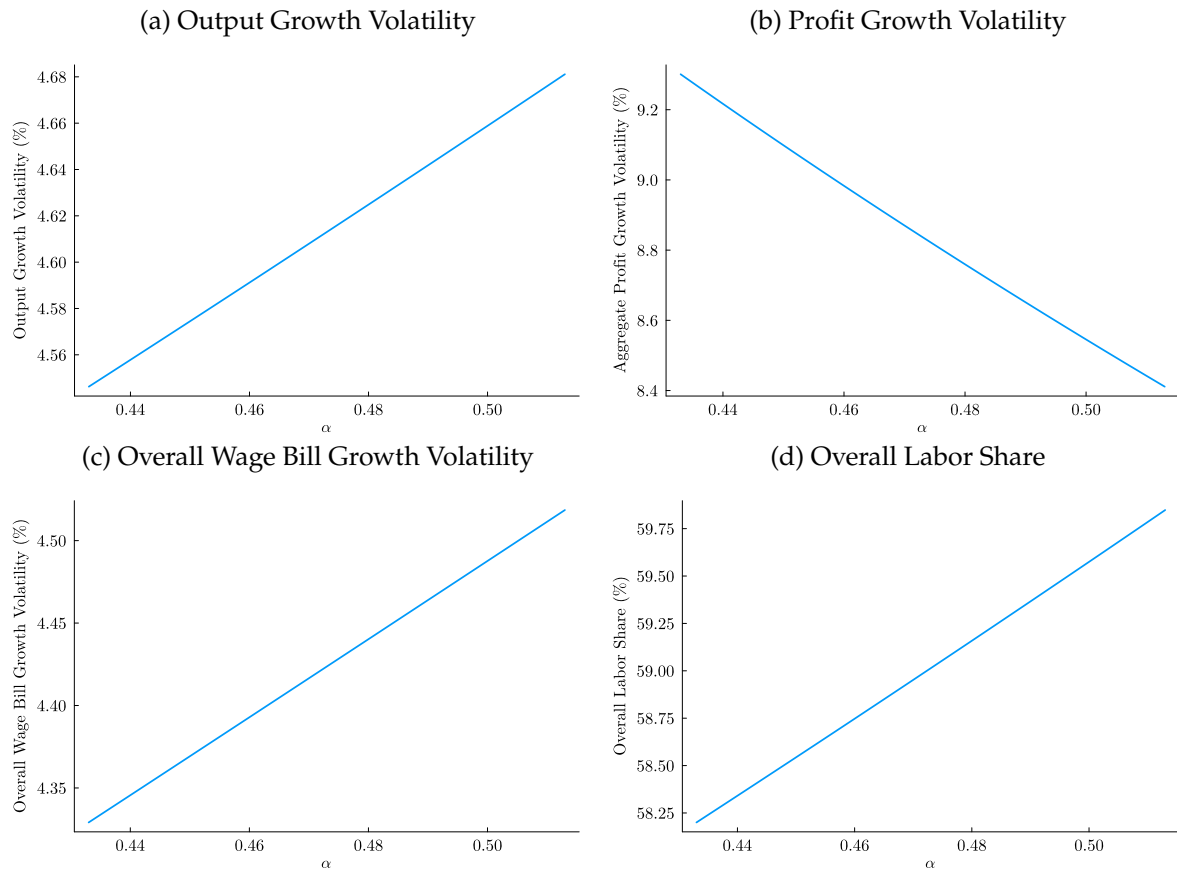 (a) Output Growth Volatility
Output Growth Volatility (%)
4.68
4.66
4.64
4.62
4.60
4.58
4.56
0.44 0.46 0.48 0.50
α
(b) Profit Growth Volatility
Aggregate Profit Growth Volatility (%)
9.2
9.0
8.8
8.6
8.4
0.44 0.46 0.48 0.50
α
(c) Overall Wage Bill Growth Volatility
Overall Wage Bill Growth Volatility (%)
4.50
4.45
4.40
4.35
0.44 0.46 0.48 0.50
α
(d) Overall Labor Share
Overall Labor Share (%)
59.75
59.50
59.25
59.00
58.75
58.50
58.25
0.44 0.46 0.48 0.50
α